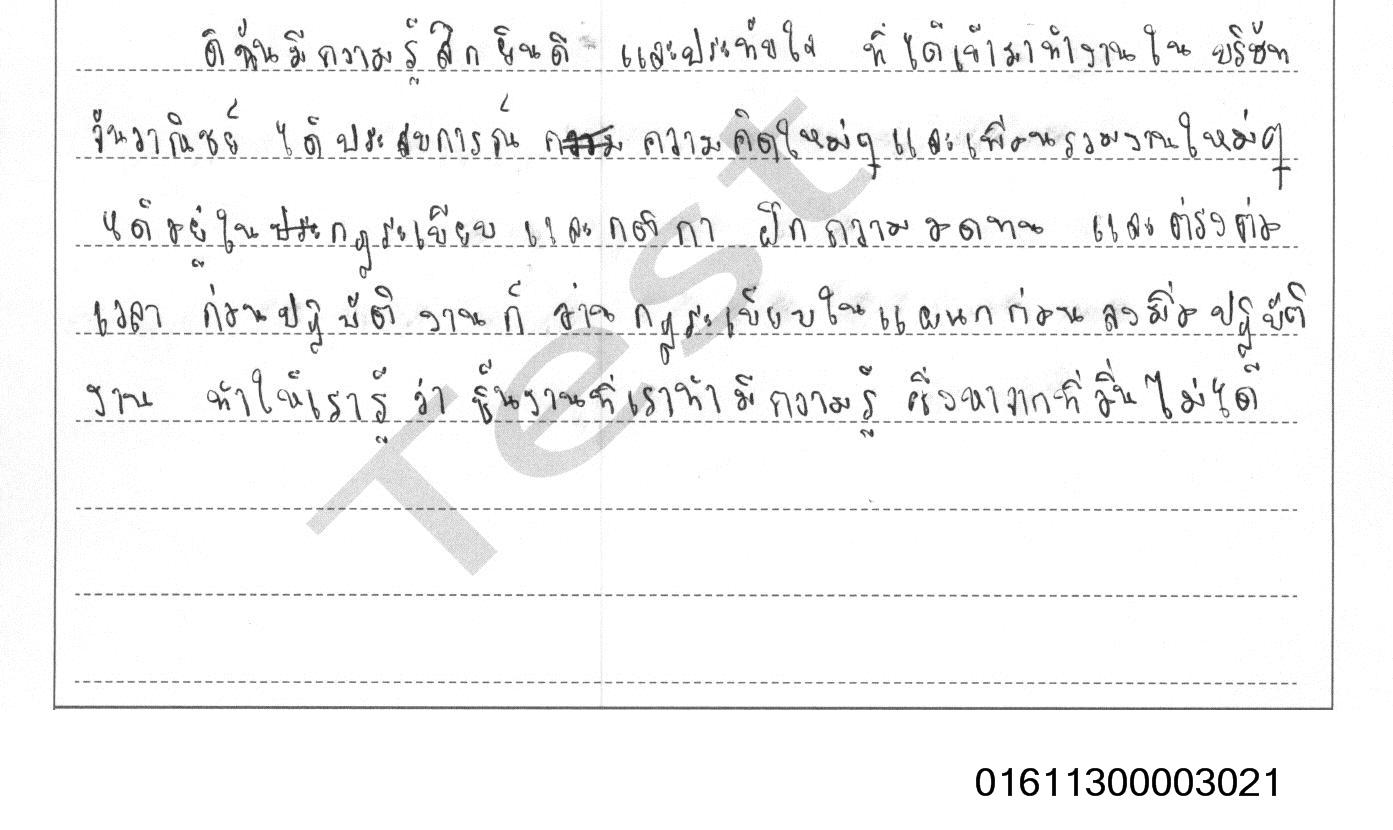 ดิฉันมีความรู้สึกยินดี และประทับใจ ที่ได้เข้ามาทำงานใน บริษัท
จันวาณิชย์ ได้ประสบการณ์ ความคิดใหม่ๆ และเพื่อนรวมงานใหม่ๆ
ได้อยู่ในกฎระเบียบ และกติกา ฝึกความอดทน และตรงต่อ
เวลา ก่อนปฎิบัติงานก็อ่านกฎระเบียบในแผนกก่อนลงมือปฎิบัติ
งาน ทำให้เรารู้ว่า ชิ้นงานที่เราทำมีความรู้ ซึ่งหาจากที่อื่นไม่ได้
Test
01611300003021